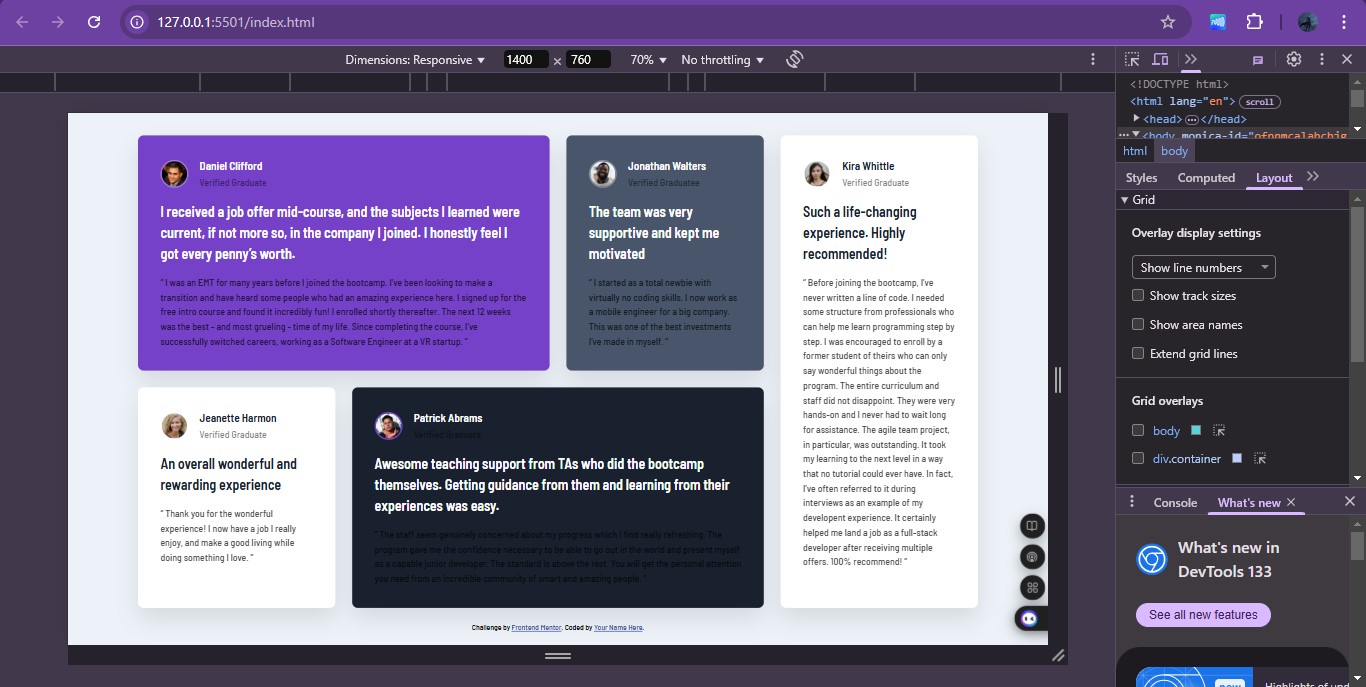 127.0.0.1:5501/index.html
Dimensions: Responsive 1400 × 760 70% No throttling
Daniel Clifford
Verified Graduate
I received a job offer mid-course, and the subjects I learned were
current, if not more so, in the company I joined. I honestly feel I
got every penny’s worth.
“ I was an EMT for many years before I joined the bootcamp. I’ve been looking to make a
transition and have heard some people who had an amazing experience here. I signed up for the
free intro course and found it incredibly fun! I enrolled shortly thereafter. The next 12 weeks
was the best - and most grueling - time of my life. Since completing the course, I’ve
successfully switched careers, working as a Software Engineer at a VR startup. ”
Jonathan Walters
Verified Graduatee
The team was very
supportive and kept me
motivated
“ I started as a total newbie with
virtually no coding skills. I now work as
a mobile engineer for a big company.
This was one of the best investments
I’ve made in myself. ”
Kira Whittle
Verified Graduate
Such a life-changing
experience. Highly
recommended!
“ Before joining the bootcamp, I’ve
never written a line of code. I needed
some structure from professionals who
can help me learn programming step by
step. I was encouraged to enroll by a
former student of theirs who can only
say wonderful things about the
program. The entire curriculum and
staff did not disappoint. They were very
hands-on and I never had to wait long
for assistance. The agile team project,
in particular, was outstanding. It took
my learning to the next level in a way
that no tutorial could ever have. In fact,
I’ve often referred to it during
interviews as an example of my
developent experience. It certainly
helped me land a job as a full-stack
developer after receiving multiple
offers. 100% recommend! ”
Jeanette Harmon
Verified Graduate
An overall wonderful and
rewarding experience
“ Thank you for the wonderful
experience! I now have a job I really
enjoy, and make a good living while
doing something I love. ”
Patrick Abrams
Verified Graduate
Awesome teaching support from TAs who did the bootcamp
themselves. Getting guidance from them and learning from their
experiences was easy.
“ The staff seem genuinely concerned about my progress which I find really refreshing. The
program gave me the confidence necessary to be able to go out in the world and present myself
as a capable junior developer. The standard is above the rest. You will get the personal attention
you need from an incredible community of smart and amazing people. ”
Challenge by Frontend Mentor. Coded by Your Name Here.
<!DOCTYPE html>
<html lang="en"> scroll
<head> ⋯ </head>
html body
Styles Computed Layout
Grid
Overlay display settings
Show line numbers
Show track sizes
Show area names
Extend grid lines
Grid overlays
body
div.container
Console What's new
What's new in
DevTools 133
See all new features
new